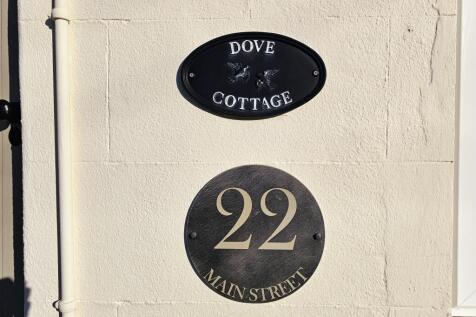 DOVE
COTTAGE
22
MAIN STREET